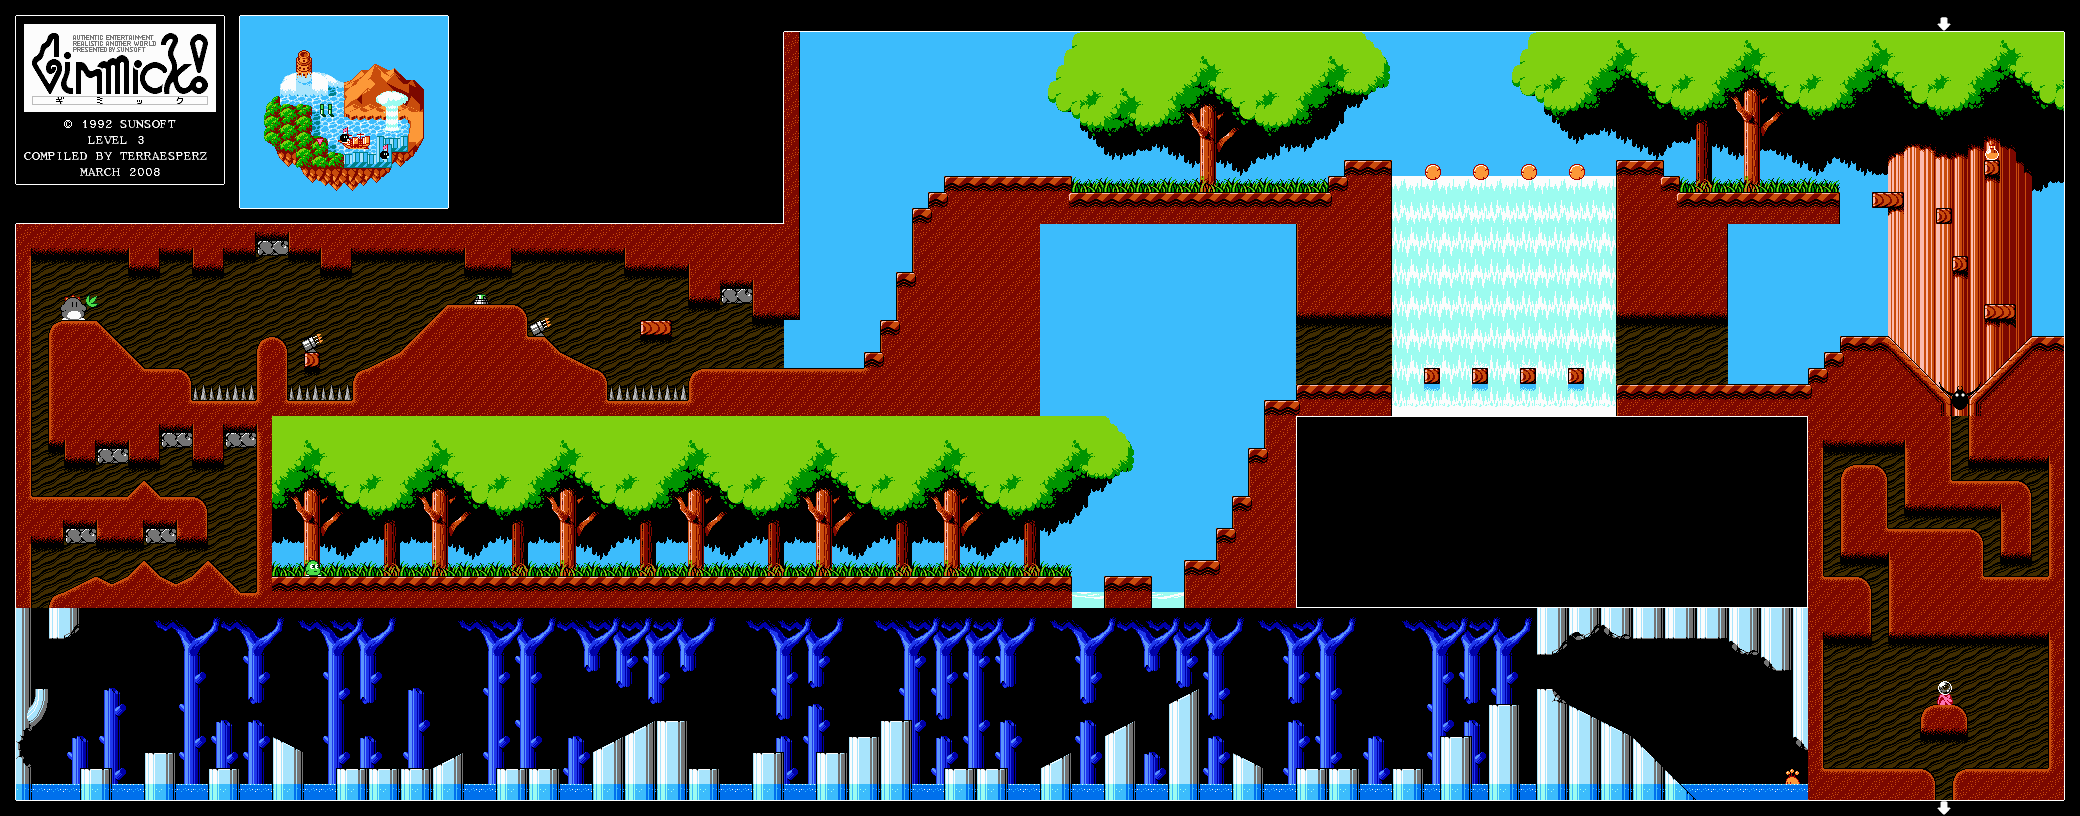 AUTHENTIC ENTERTAINMENT
REALISTIC ANOTHER WORLD
PRESENTED BY SUNSOFT
Gimmick!
ギミック
© 1992 SUNSOFT
LEVEL 3
COMPILED BY TERRAESPERZ
MARCH 2008